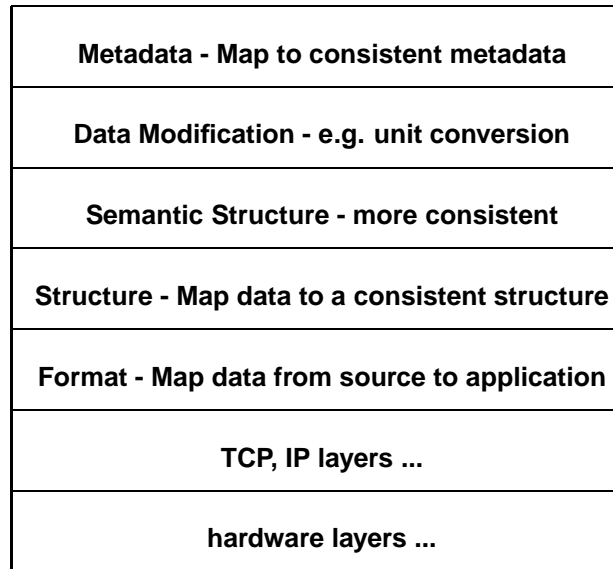 Metadata - Map to consistent metadata
Data Modification - e.g. unit conversion
Semantic Structure - more consistent
Structure - Map data to a consistent structure
Format - Map data from source to application
TCP, IP layers ...
hardware layers ...